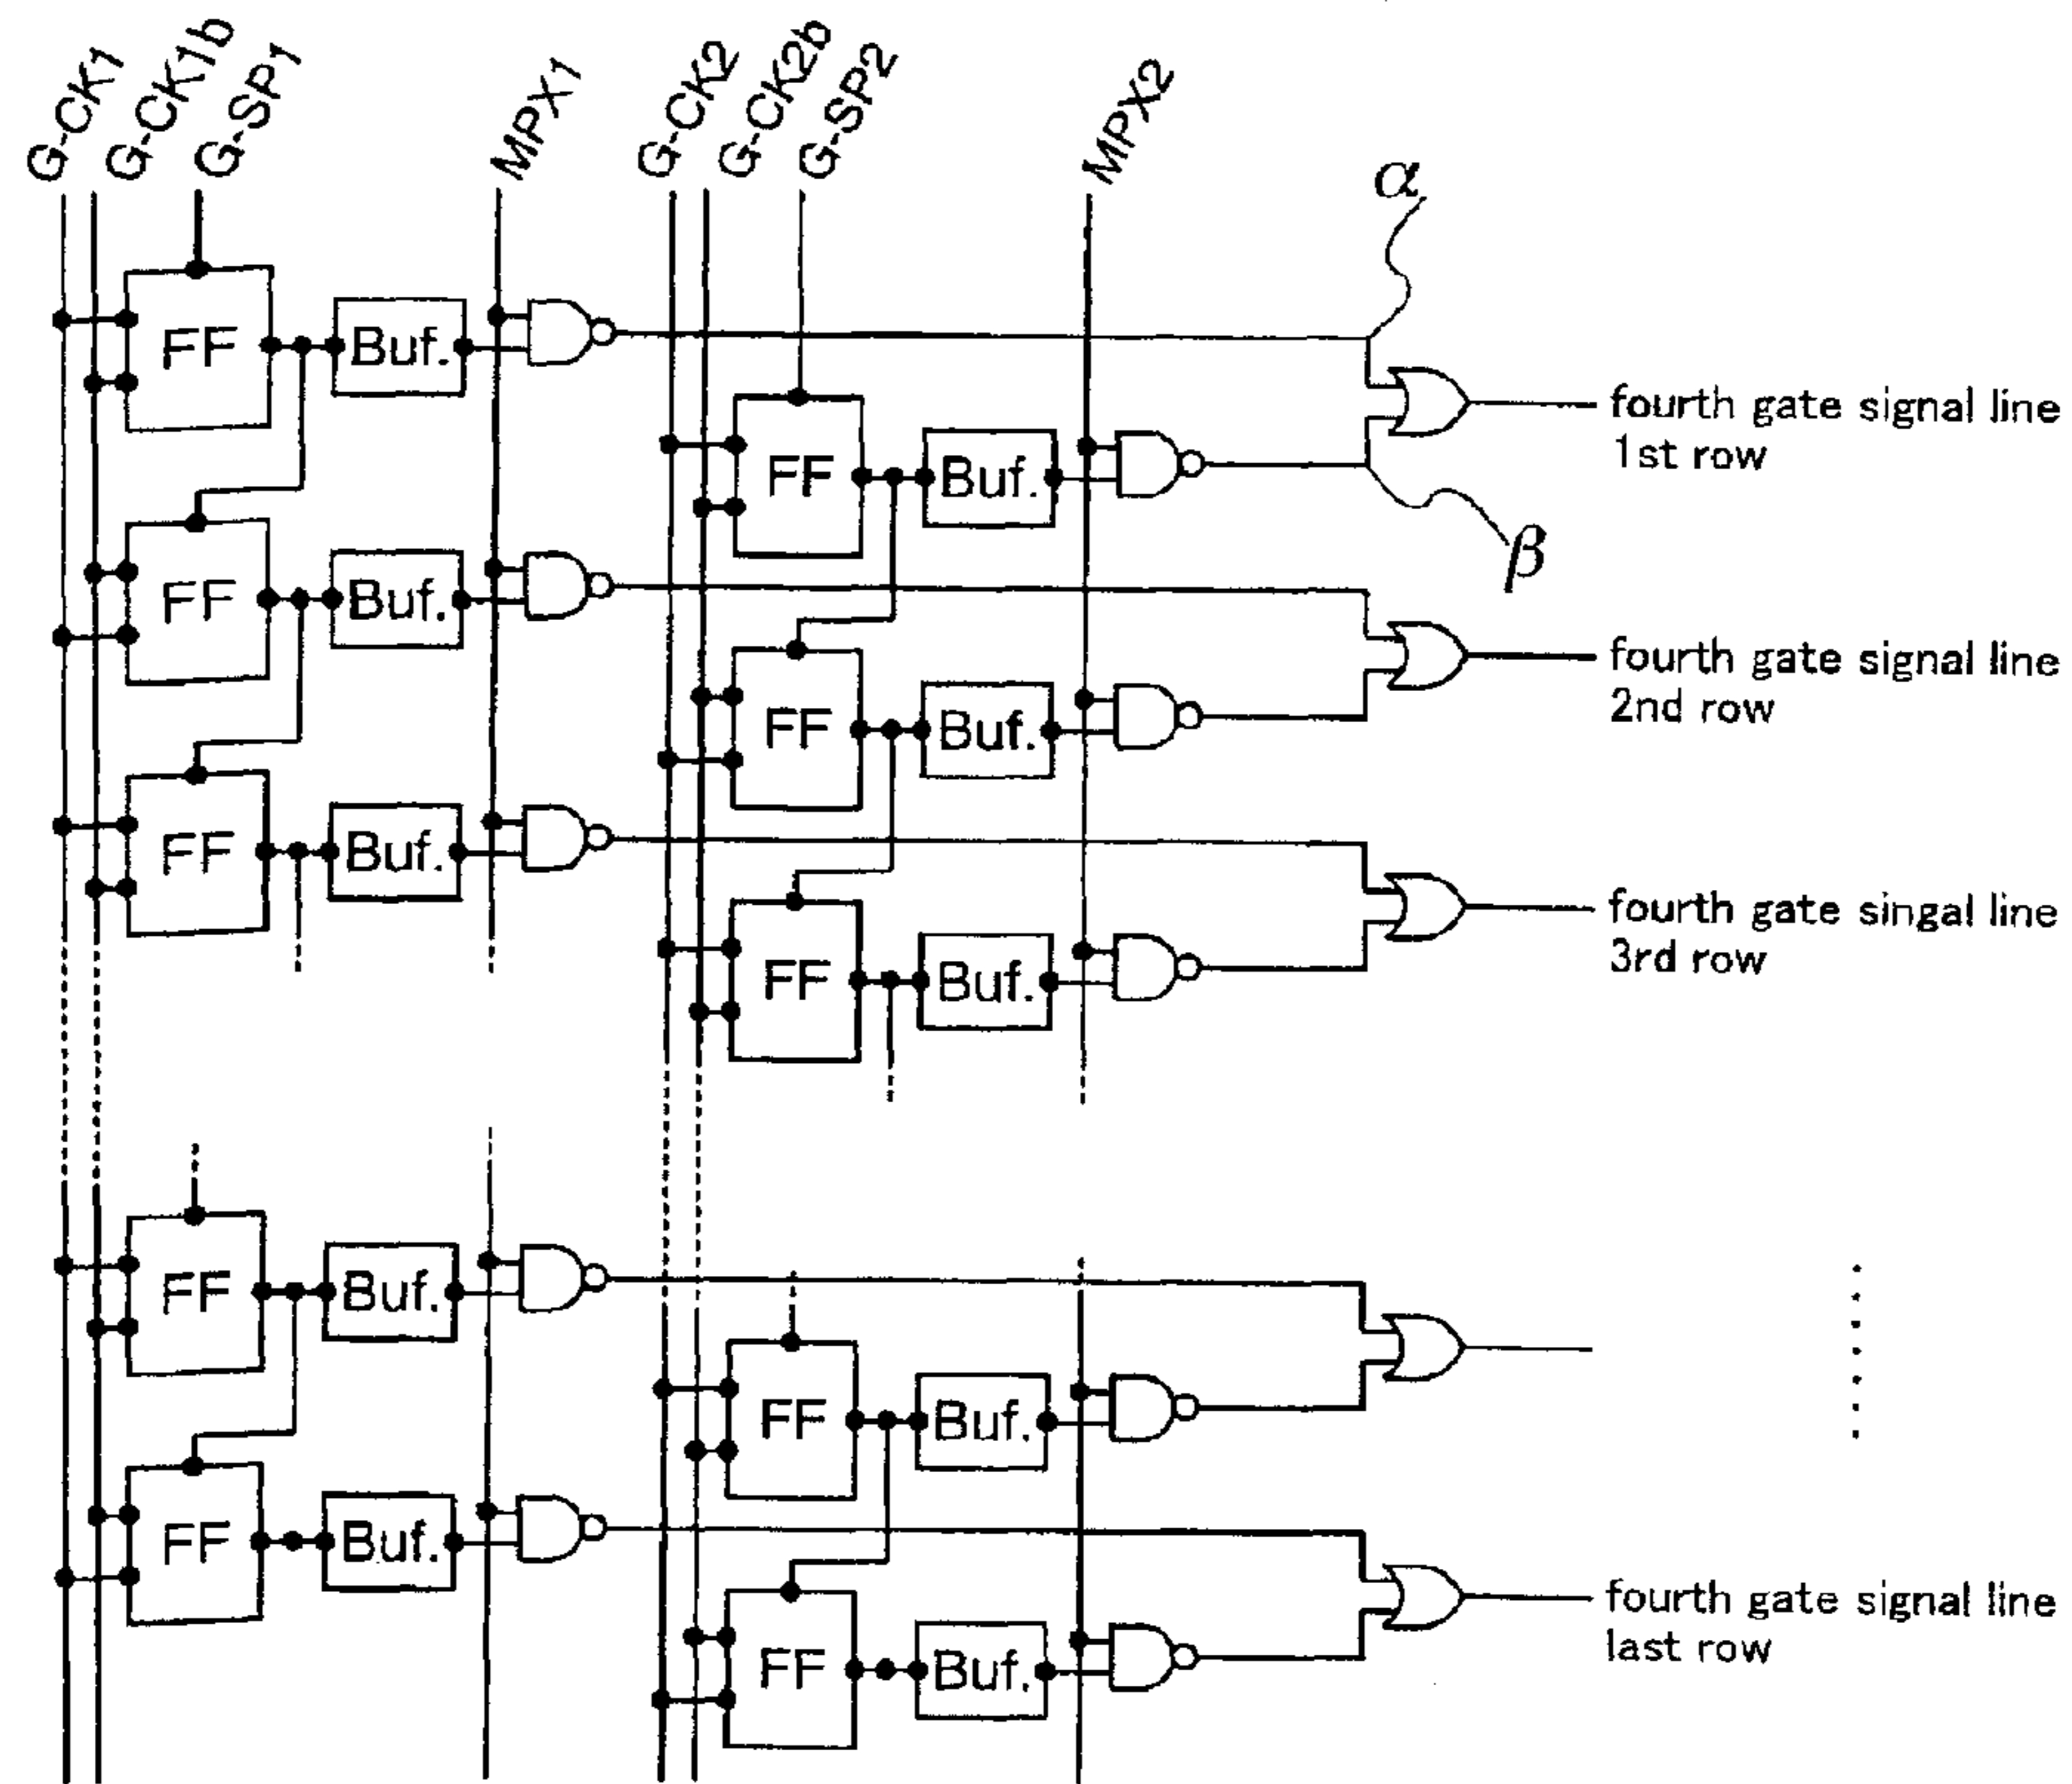 G-CK1
G-CK1b
G-SP1
MPX1
G-CK2
G-CK2b
G-SP2
MPX2
α
FF
Buf.
fourth gate signal line
1st row
FF
Buf.
β
FF
Buf.
fourth gate signal line
2nd row
FF
Buf.
FF
Buf.
fourth gate singal line
3rd row
FF
Buf.
FF
Buf.
FF
Buf.
FF
Buf.
fourth gate signal line
last row
FF
Buf.